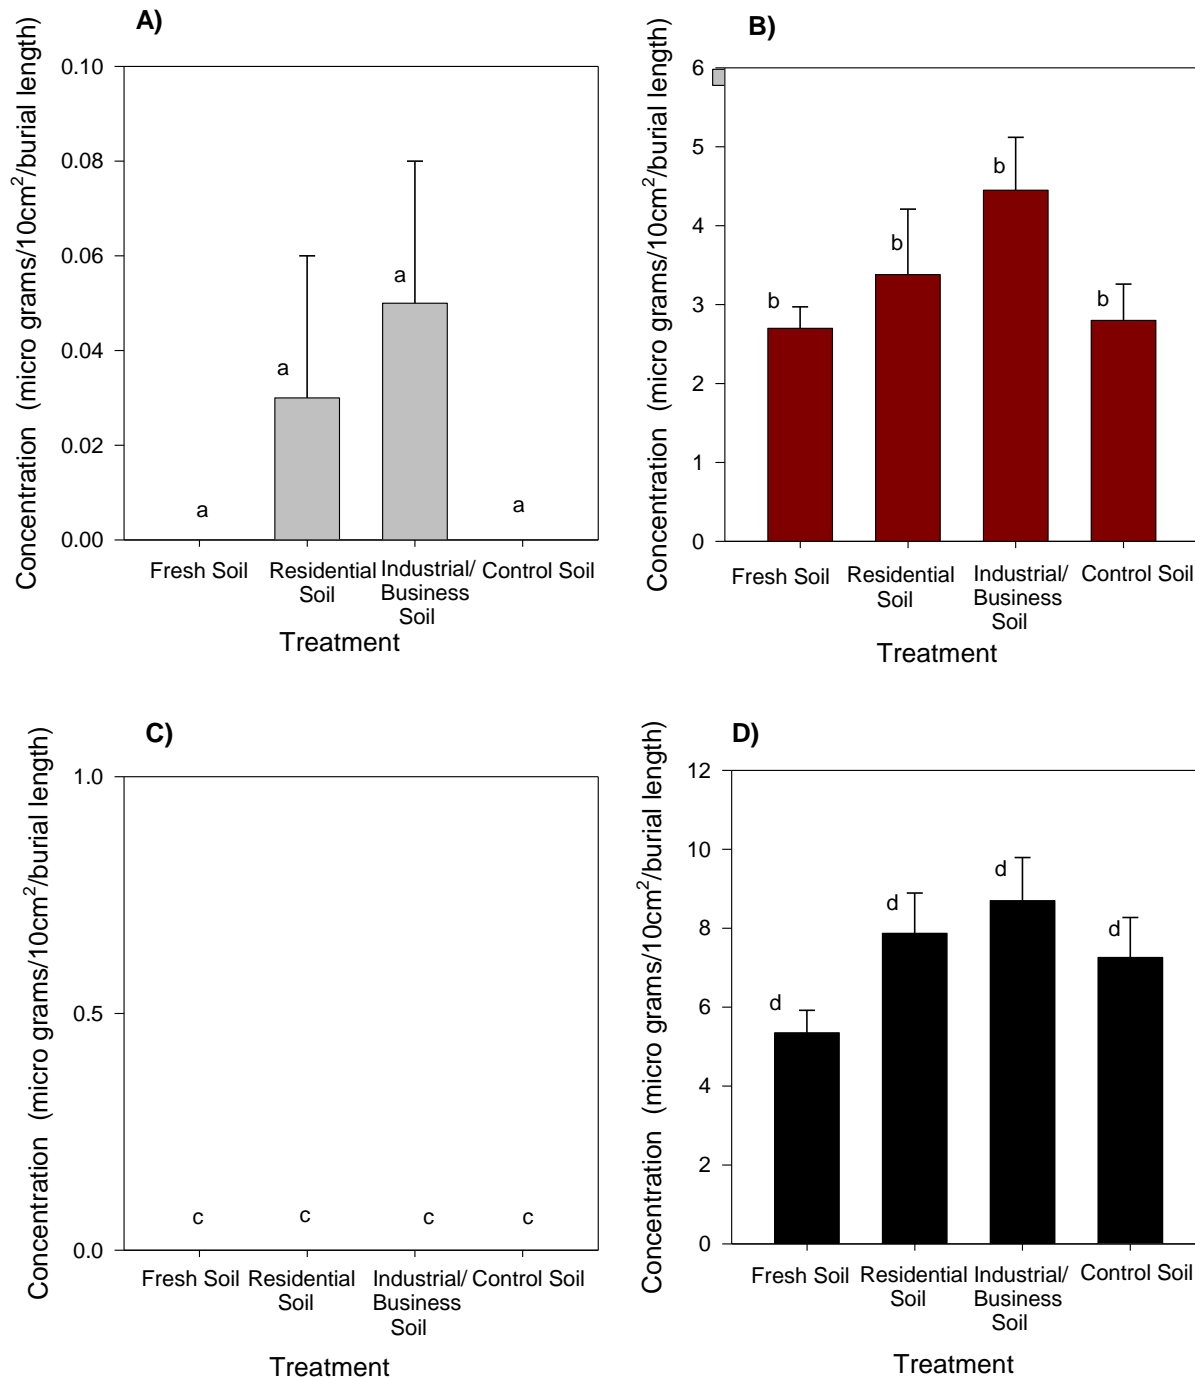 A)
Concentration (micro grams/10cm²/burial length)
0.10
0.08
0.06
0.04
0.02
0.00
a
a
a
a
Fresh Soil
Residential
Soil
Industrial/
Business
Soil
Control Soil
Treatment
B)
Concentration (micro grams/10cm²/burial length)
6
5
4
3
2
1
0
b
b
b
b
Fresh Soil
Residential
Soil
Industrial/
Business
Soil
Control Soil
Treatment
C)
Concentration (micro grams/10cm²/burial length)
1.0
0.5
0.0
c
c
c
c
Fresh Soil
Residential
Soil
Industrial/
Business
Soil
Control Soil
Treatment
D)
Concentration (micro grams/10cm²/burial length)
12
10
8
6
4
2
0
d
d
d
d
Fresh Soil
Residential
Soil
Industrial/
Business
Soil
Control Soil
Treatment